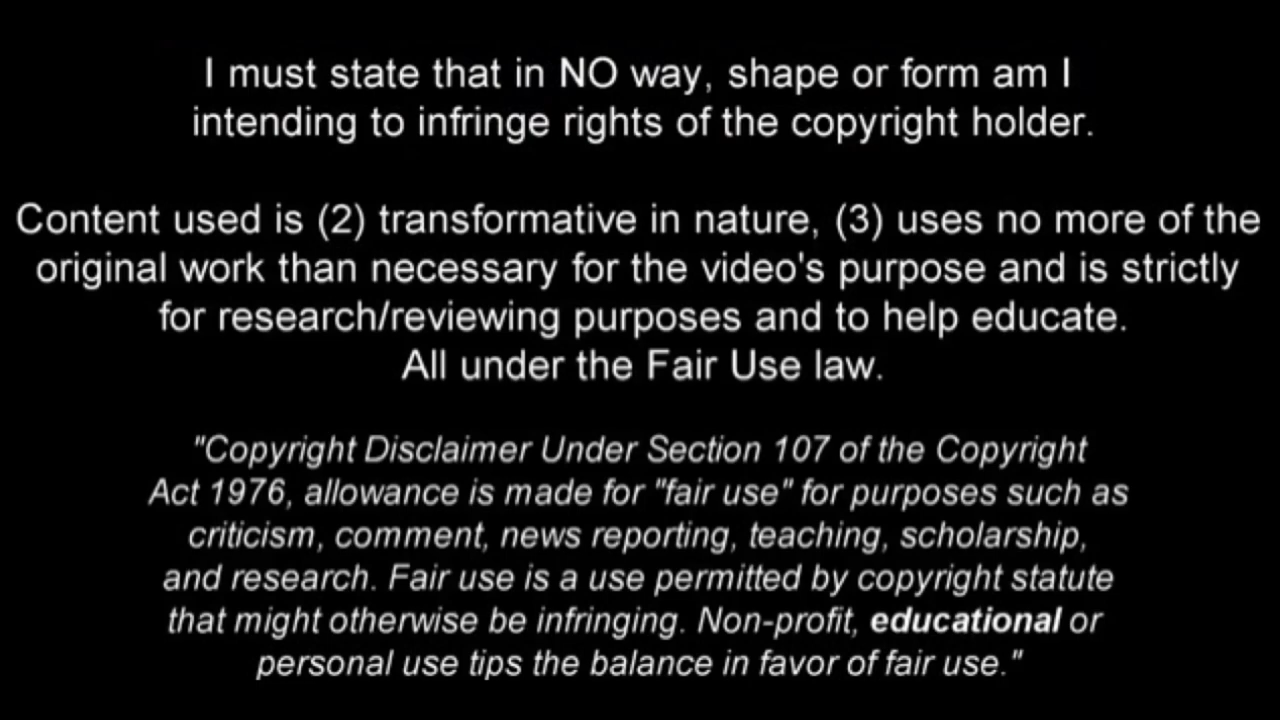 I must state that in NO way, shape or form am I
intending to infringe rights of the copyright holder.
Content used is (2) transformative in nature, (3) uses no more of the
original work than necessary for the video's purpose and is strictly
for research/reviewing purposes and to help educate.
All under the Fair Use law.
"Copyright Disclaimer Under Section 107 of the Copyright
Act 1976, allowance is made for "fair use" for purposes such as
criticism, comment, news reporting, teaching, scholarship,
and research. Fair use is a use permitted by copyright statute
that might otherwise be infringing. Non-profit, educational or
personal use tips the balance in favor of fair use."